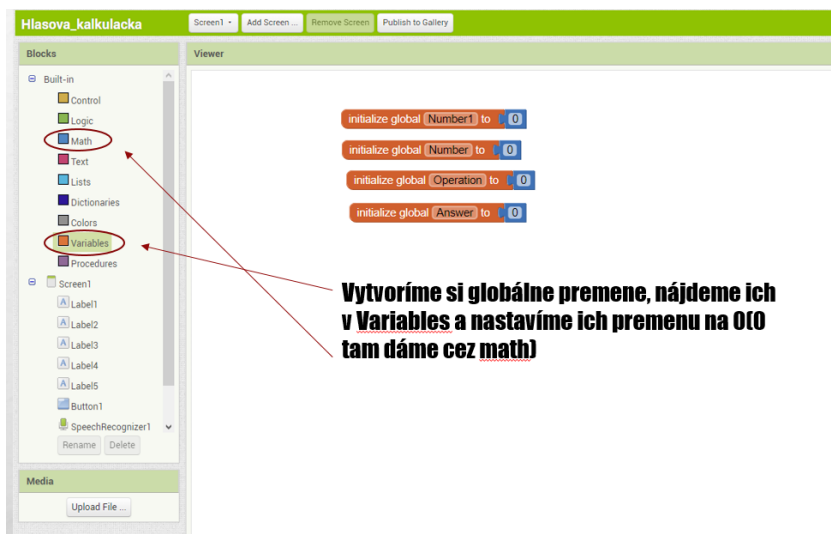 Hlasova_kalkulacka
Screen1
Add Screen ...
Remove Screen
Publish to Gallery
Blocks
Viewer
Built-in
Control
Logic
Math
Text
Lists
Dictionaries
Colors
Variables
Procedures
Screen1
Label1
Label2
Label3
Label4
Label5
Button1
SpeechRecognizer1
Rename
Delete
Media
Upload File ...
initialize global Number1 to 0
initialize global Number to 0
initialize global Operation to 0
initialize global Answer to 0
Vytvoríme si globálne premene, nájdeme ich
v Variables a nastavíme ich premenu na 0(0
tam dáme cez math)